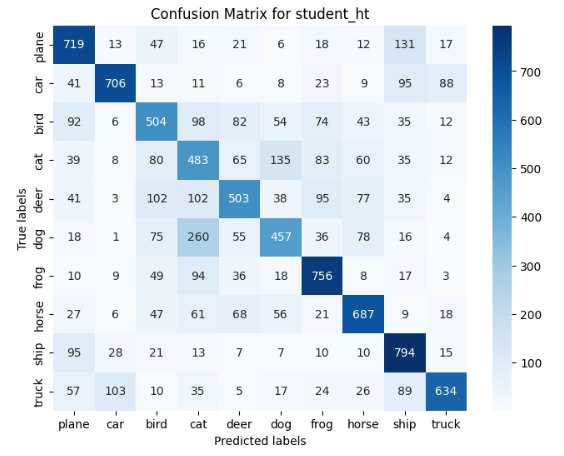 Confusion Matrix for student_ht
True labels
plane 719 13 47 16 21 6 18 12 131 17
car 41 706 13 11 6 8 23 9 95 88
bird 92 6 504 98 82 54 74 43 35 12
cat 39 8 80 483 65 135 83 60 35 12
deer 41 3 102 102 503 38 95 77 35 4
dog 18 1 75 260 55 457 36 78 16 4
frog 10 9 49 94 36 18 756 8 17 3
horse 27 6 47 61 68 56 21 687 9 18
ship 95 28 21 13 7 7 10 10 794 15
truck 57 103 10 35 5 17 24 26 89 634
plane car bird cat deer dog frog horse ship truck
Predicted labels
700
600
500
400
300
200
100